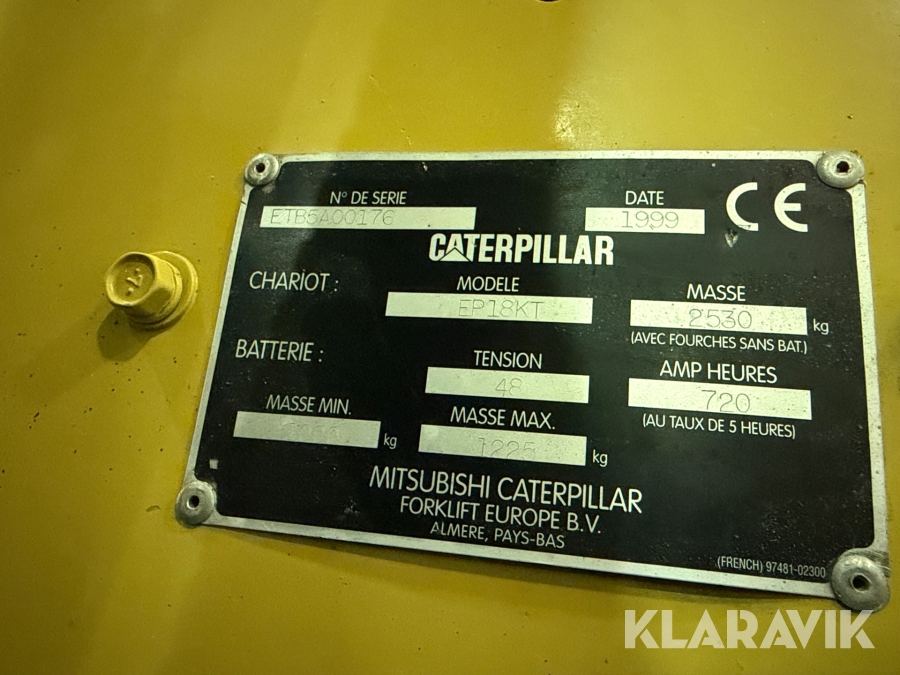 Nº DE SERIE
ETB5A00176
DATE
1999
CE
CATERPILLAR
CHARIOT :
MODELE
EP18KT
MASSE
2530 kg
(AVEC FOURCHES SANS BAT.)
BATTERIE :
TENSION
48
AMP HEURES
720
(AU TAUX DE 5 HEURES)
MASSE MIN.
kg
MASSE MAX.
1225 kg
MITSUBISHI CATERPILLAR
FORKLIFT EUROPE B.V.
ALMERE, PAYS-BAS
(FRENCH) 97481-02300
KLARAVIK